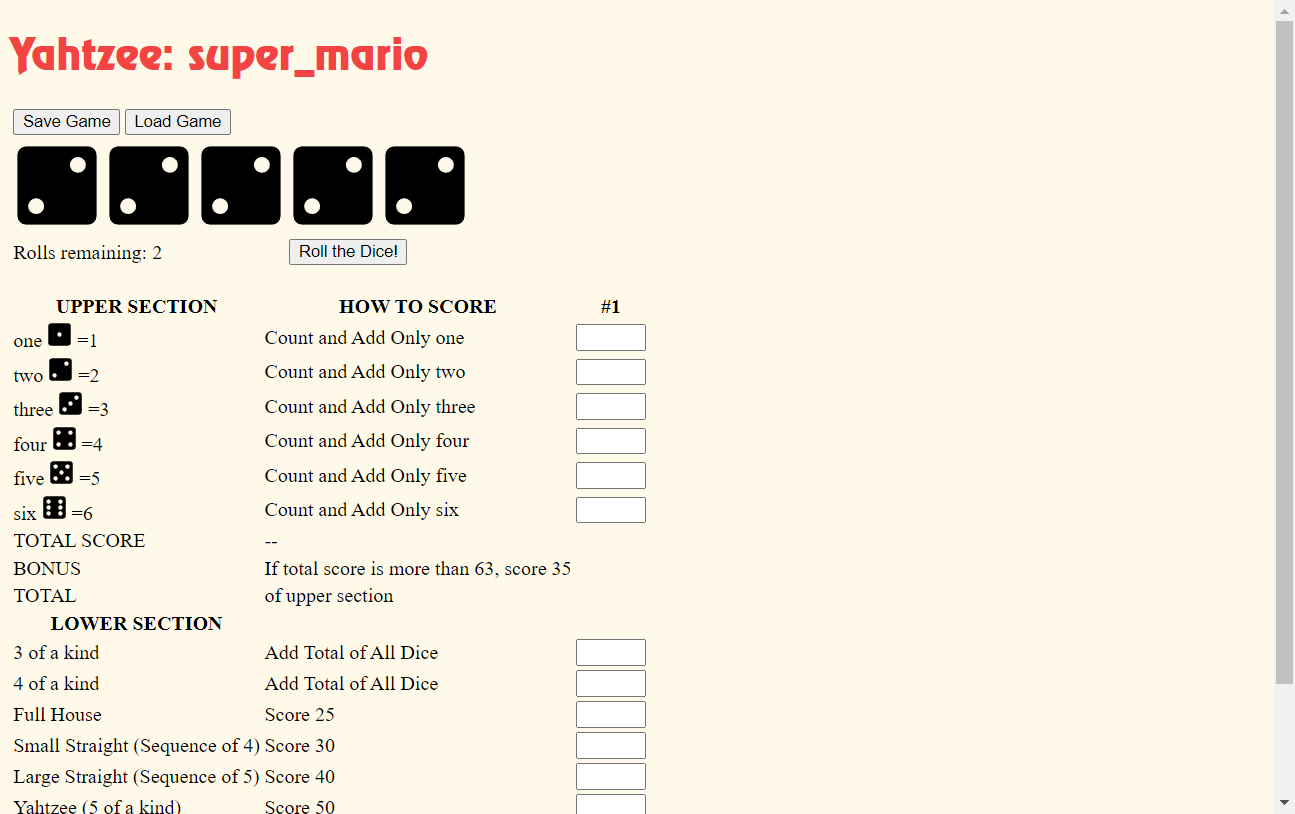 Yahtzee: super_mario
Save Game Load Game
Rolls remaining: 2 Roll the Dice!
UPPER SECTION HOW TO SCORE #1
one =1 Count and Add Only one
two =2 Count and Add Only two
three =3 Count and Add Only three
four =4 Count and Add Only four
five =5 Count and Add Only five
six =6 Count and Add Only six
TOTAL SCORE --
BONUS If total score is more than 63, score 35
TOTAL of upper section
LOWER SECTION
3 of a kind Add Total of All Dice
4 of a kind Add Total of All Dice
Full House Score 25
Small Straight (Sequence of 4) Score 30
Large Straight (Sequence of 5) Score 40
Yahtzee (5 of a kind) Score 50